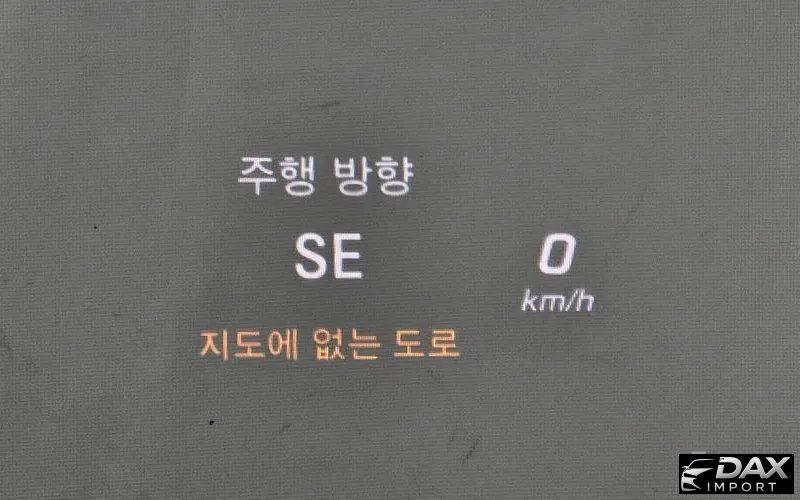 주행 방향
SE
0
km/h
지도에 없는 도로
DAX
IMPORT